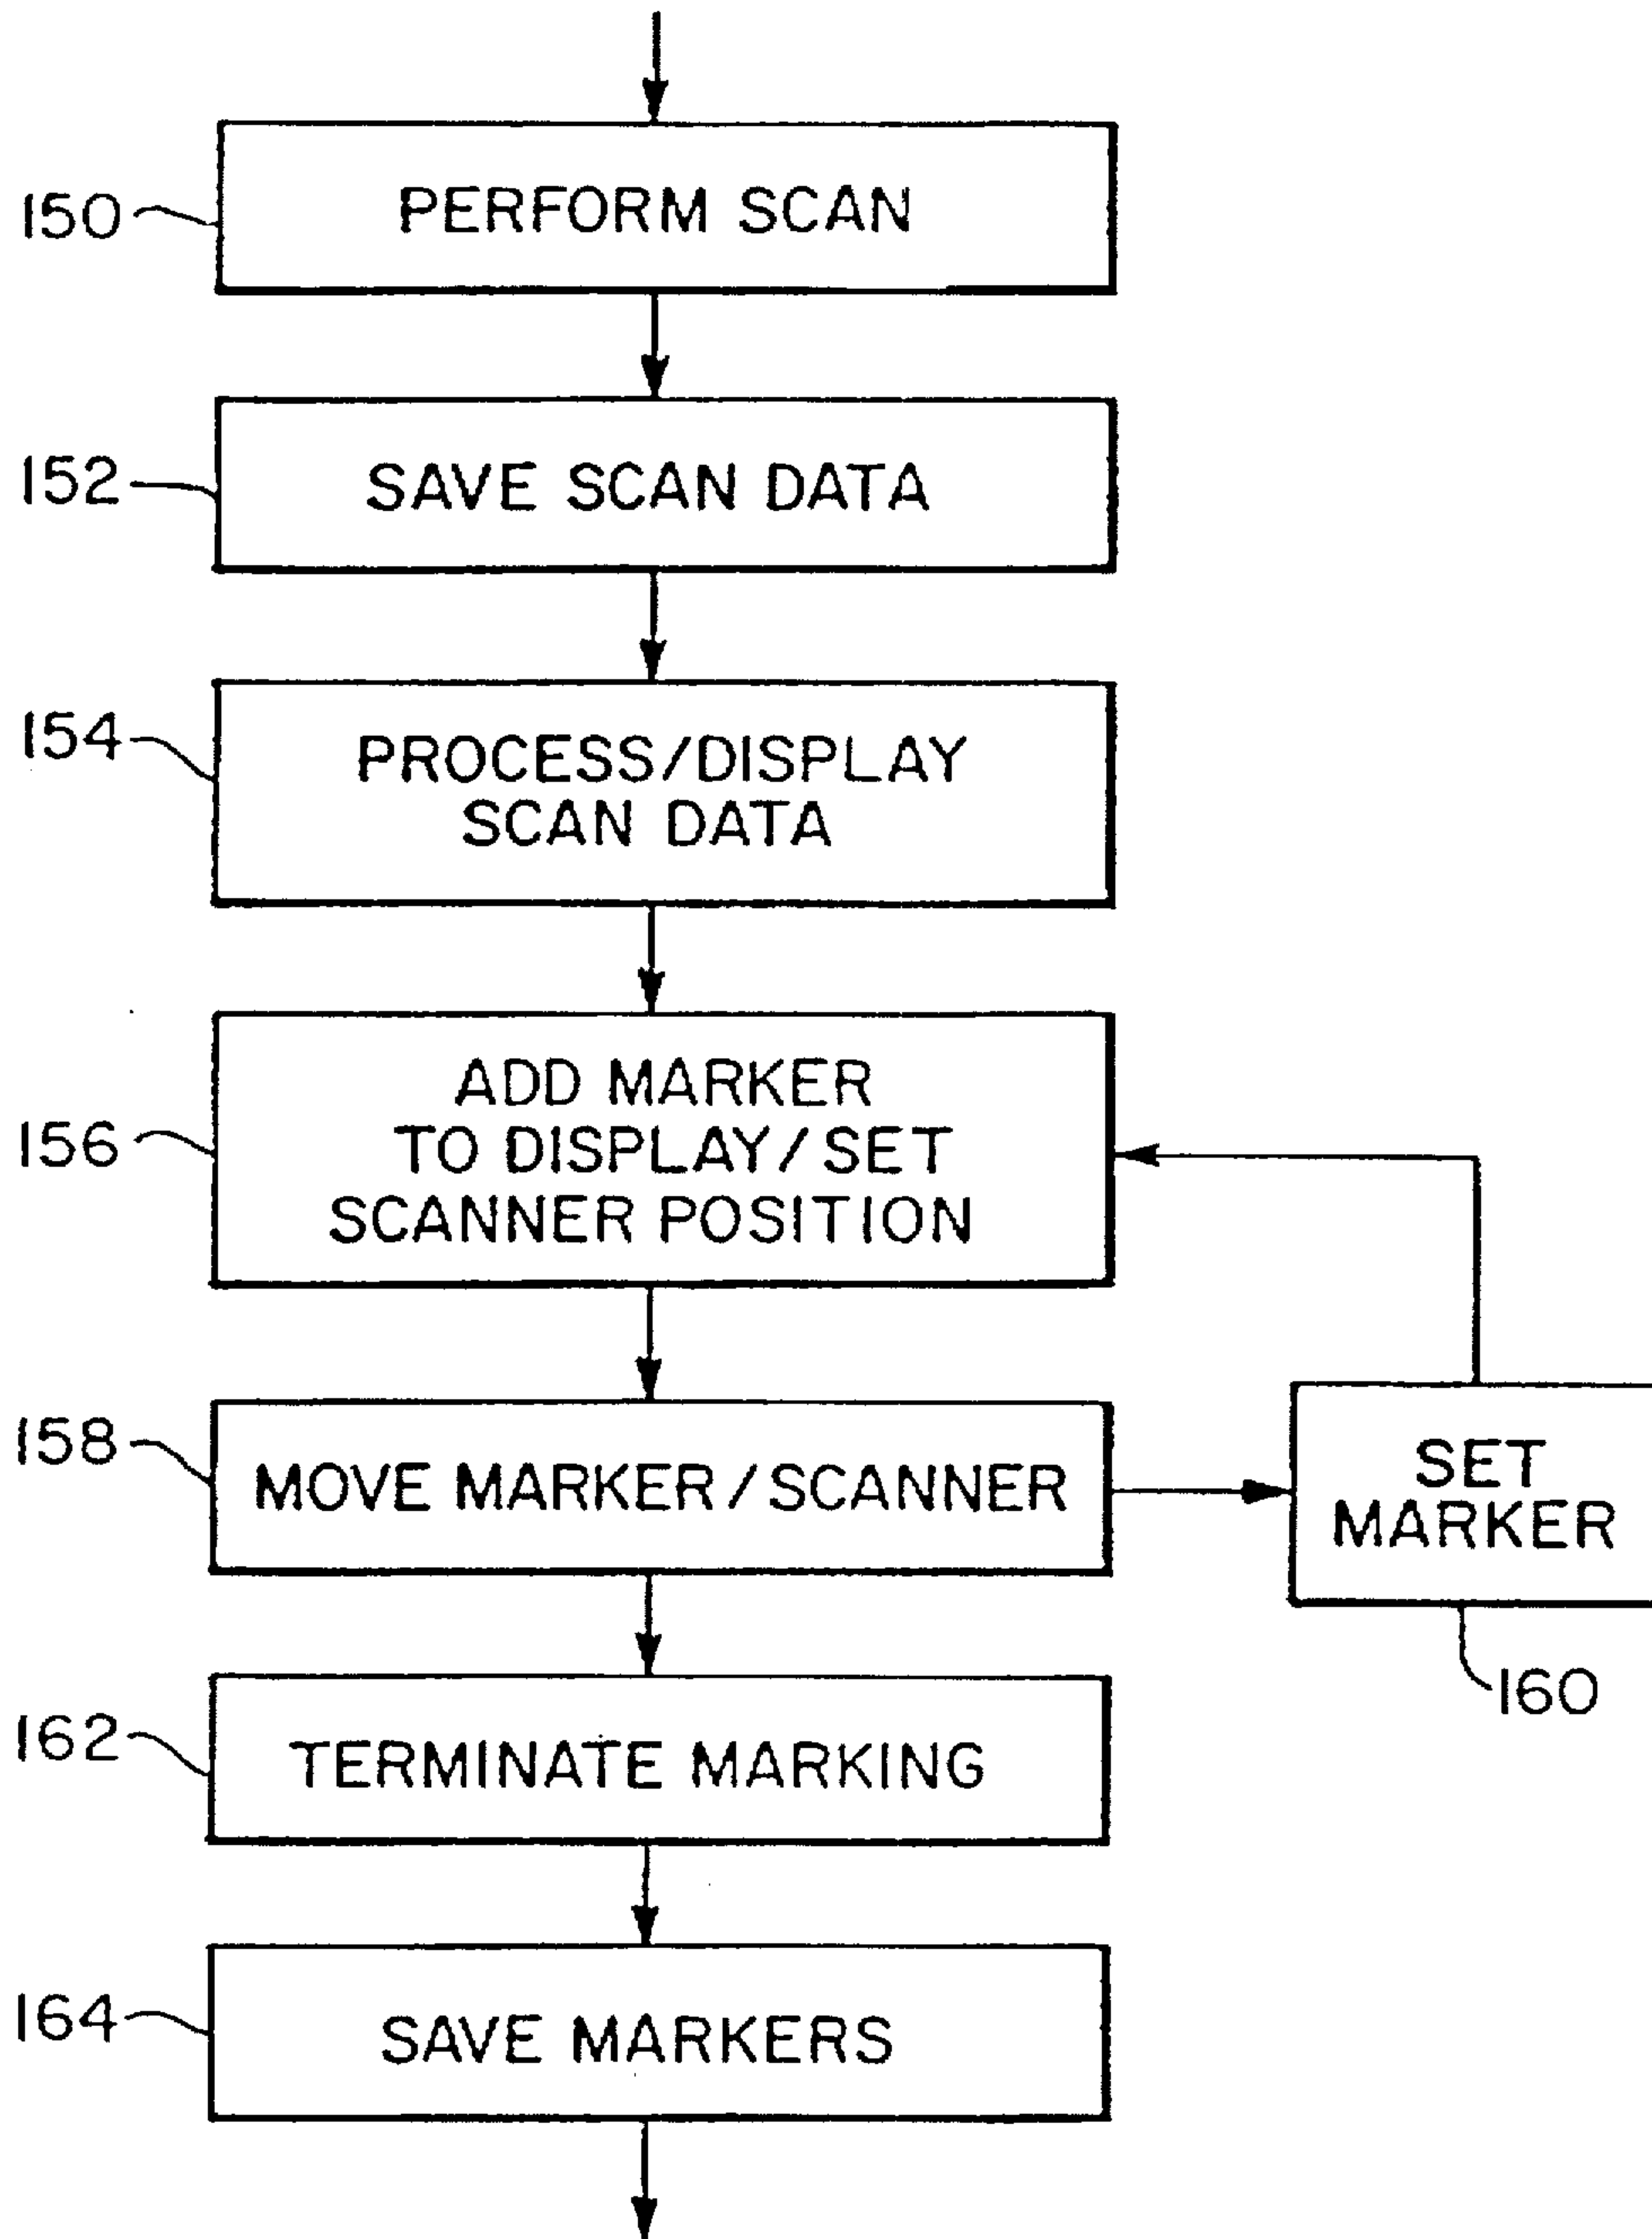 150
PERFORM SCAN
152
SAVE SCAN DATA
154
PROCESS/DISPLAY
SCAN DATA
156
ADD MARKER
TO DISPLAY/SET
SCANNER POSITION
158
MOVE MARKER/SCANNER
SET
MARKER
160
162
TERMINATE MARKING
164
SAVE MARKERS